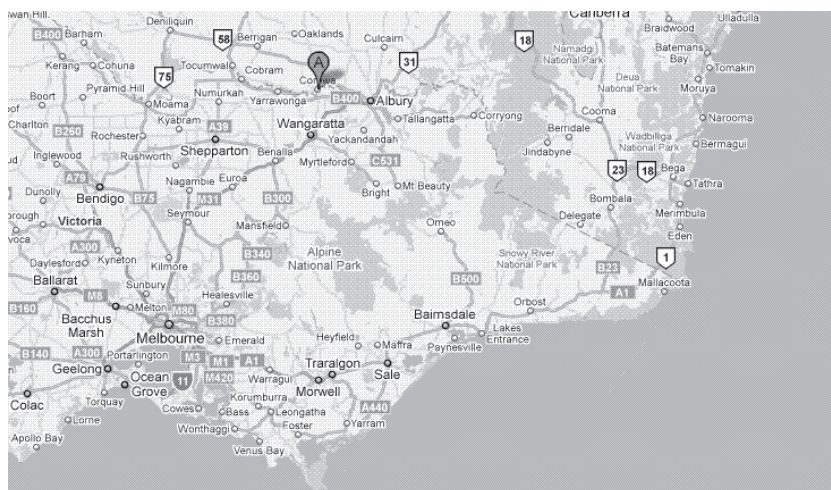 Swan Hill
Barham
Deniliquin
Berrigan
Oaklands
Culcairn
Canberra
Ulladulla
B400
58
18
Braidwood
Batemans
Bay
Namadgi
National Park
Kerang
Cohuna
75
Tocumwal
Cobram
A
Corowa
31
Tomakin
Deua
National Park
Moruya
Boort
Pyramid Hill
Moama
Numurkah
Yarrawonga
B400
Albury
Charlton
Kyabram
Tallangatta
Corryong
Cooma
Narooma
B260
Rochester
A39
Wangaratta
Yackandandah
Berridale
Wadbilliga
National Park
Bermagui
Shepparton
Jindabyne
Inglewood
Rushworth
Benalla
Myrtleford
C531
23
18
Bega
A79
Nagambie
Euroa
Bright
Mt Beauty
Tathra
Dunolly
Bendigo
B75
M31
B300
Bombala
Merimbula
Victoria
Seymour
Mansfield
Omeo
Delegate
Eden
A300
B340
Alpine
National Park
Snowy River
National Park
1
Daylesford
Kyneton
Kilmore
B360
B500
B23
Mallacoota
Ballarat
Sunbury
Healesville
Orbost
A1
M8
Melton
M80
Bairnsdale
B160
Bacchus
Marsh
B380
Melbourne
Emerald
Heyfield
Maffra
Paynesville
Lakes
Entrance
B140
A300
Portarlington
M3
M1
A1
Traralgon
Geelong
Ocean
Grove
11
M420
Warragul
Morwell
Sale
Colac
Torquay
Korumburra
A440
Cowes
Bass
Leongatha
Lorne
Wonthaggi
Foster
Yarram
Apollo Bay
Venus Bay